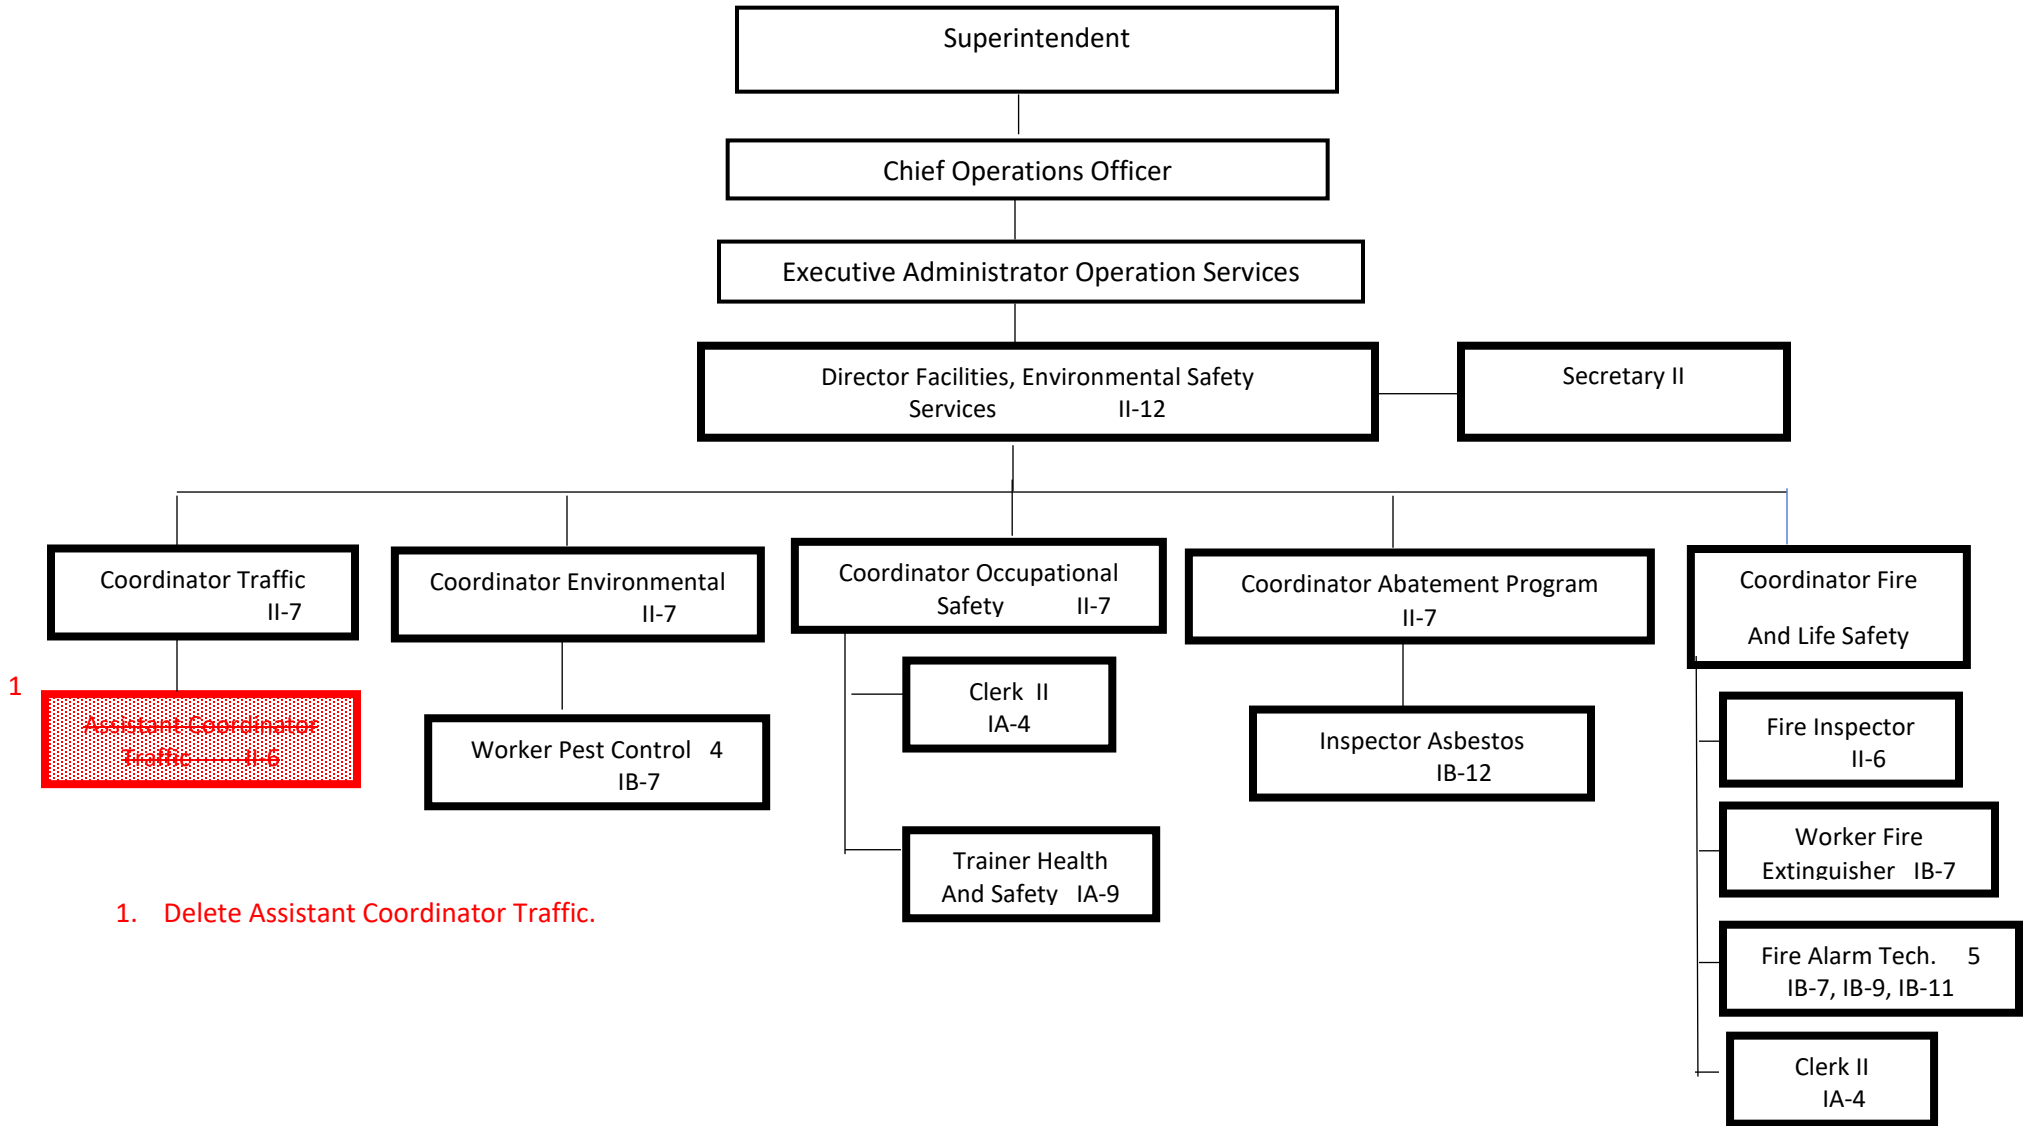 Superintendent
Chief Operations Officer
Executive Administrator Operation Services
Director Facilities, Environmental Safety
Services II-12
Secretary II
Coordinator Traffic
II-7
Coordinator Environmental
II-7
Coordinator Occupational
Safety II-7
Coordinator Abatement Program
II-7
Coordinator Fire
And Life Safety
1
Assistant Coordinator
Traffic II-6
Worker Pest Control 4
IB-7
Clerk II
IA-4
Trainer Health
And Safety IA-9
Inspector Asbestos
IB-12
Fire Inspector
II-6
Worker Fire
Extinguisher IB-7
Fire Alarm Tech. 5
IB-7, IB-9, IB-11
Clerk II
IA-4
1. Delete Assistant Coordinator Traffic.